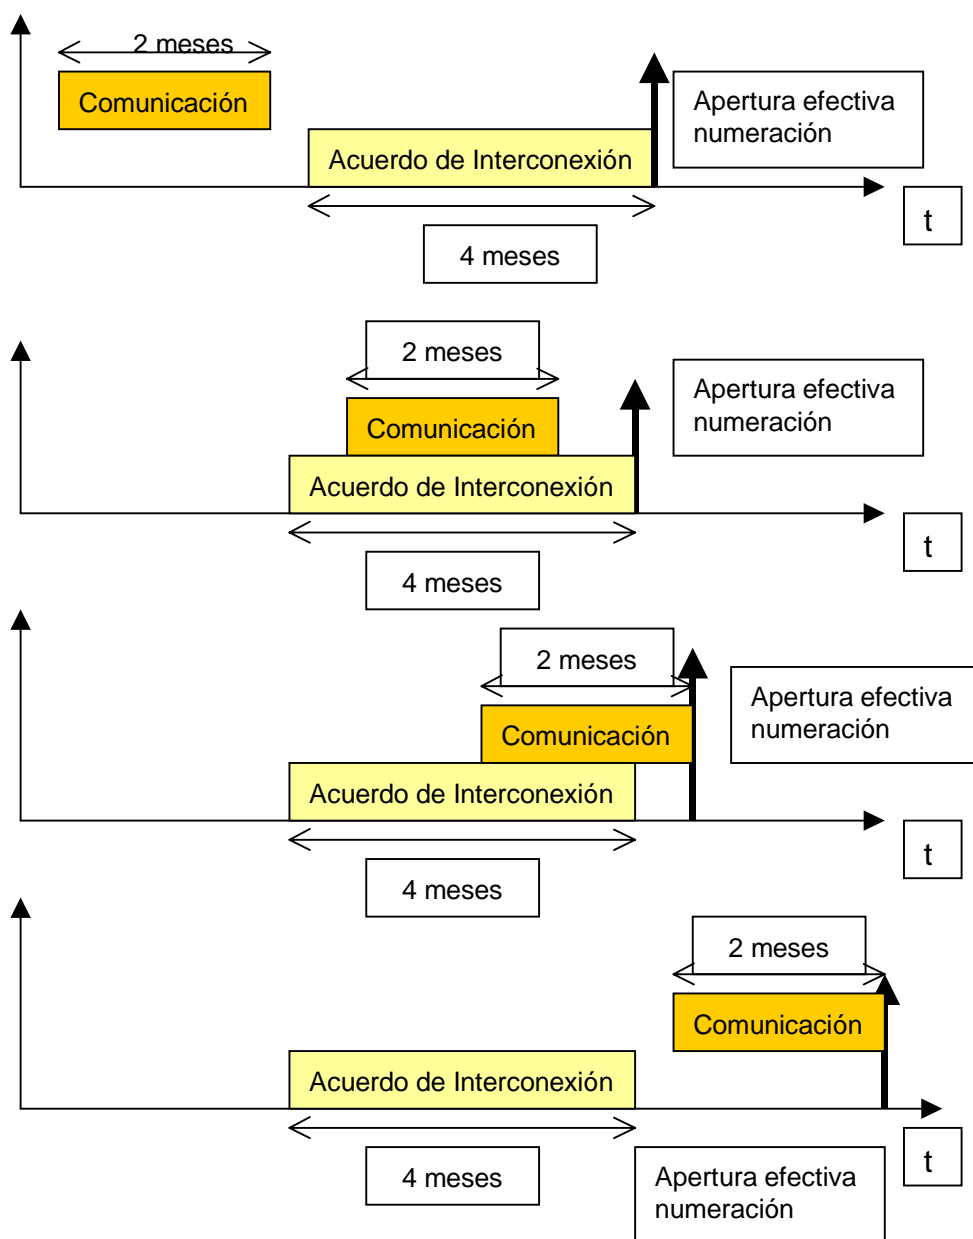 2 meses
Comunicación
Apertura efectiva
numeración
Acuerdo de Interconexión
t
4 meses
2 meses
Apertura efectiva
numeración
Comunicación
Acuerdo de Interconexión
t
4 meses
2 meses
Apertura efectiva
numeración
Comunicación
Acuerdo de Interconexión
t
4 meses
2 meses
Comunicación
Acuerdo de Interconexión
t
4 meses
Apertura efectiva
numeración